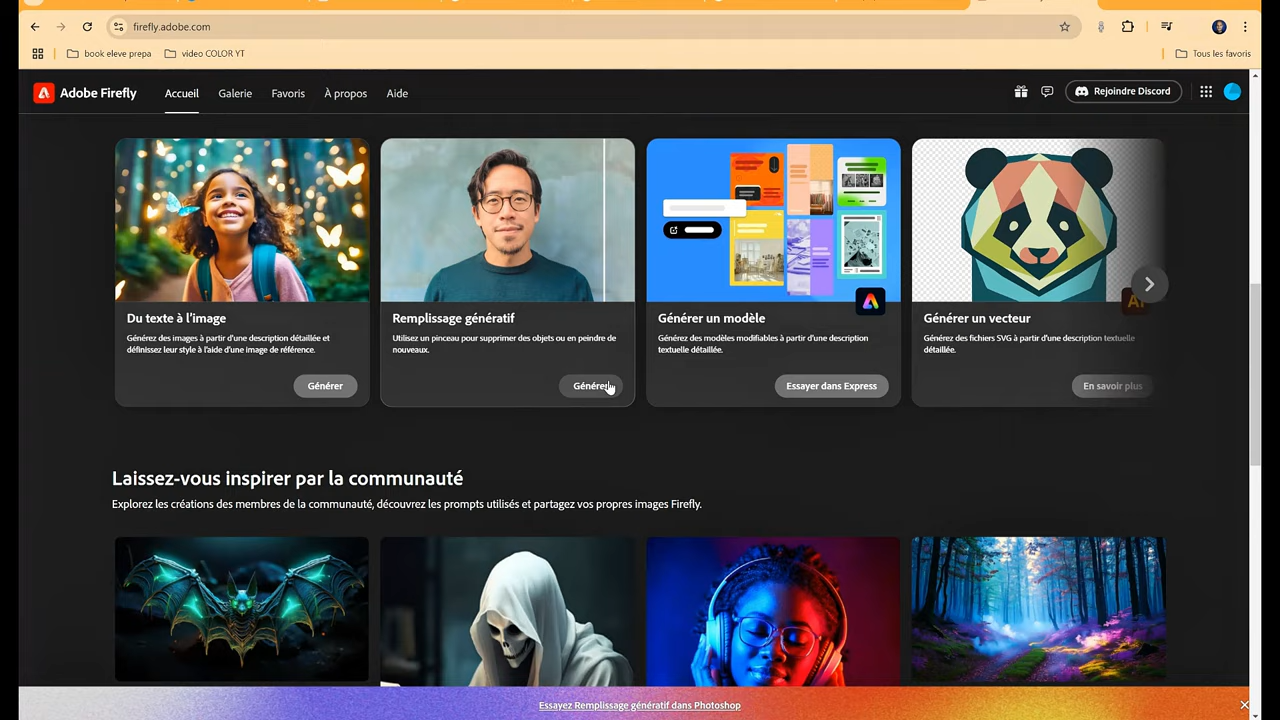 firefly.adobe.com
book eleve prepa
video COLOR YT
Tous les favoris
Adobe Firefly
Accueil
Galerie
Favoris
À propos
Aide
Rejoindre Discord
Du texte à l'image
Générez des images à partir d'une description détaillée et
définissez leur style à l'aide d'une image de référence.
Générer
Remplissage génératif
Utilisez un pinceau pour supprimer des objets ou en peindre de
nouveaux.
Générer
Générer un modèle
Générez des modèles modifiables à partir d'une description
textuelle détaillée.
Essayer dans Express
Générer un vecteur
Générez des fichiers SVG à partir d'une description textuelle
détaillée.
En savoir plus
Laissez-vous inspirer par la communauté
Explorez les créations des membres de la communauté, découvrez les prompts utilisés et partagez vos propres images Firefly.
Essayez Remplissage génératif dans Photoshop